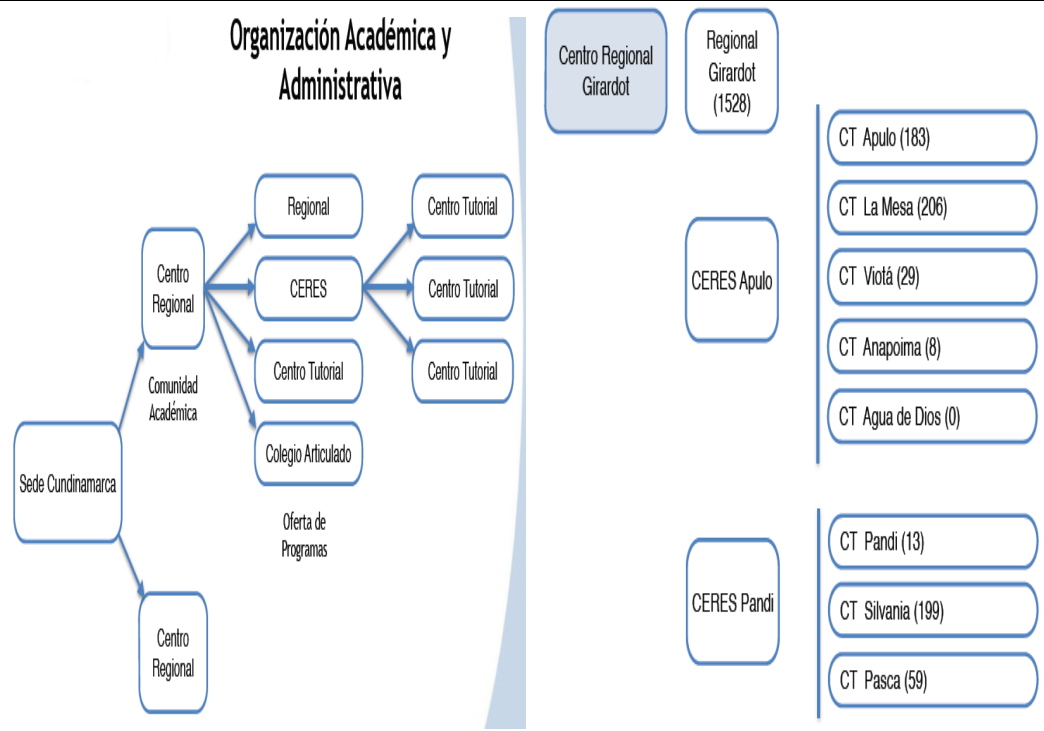 Organización Académica y
Administrativa
Regional
Centro Tutorial
Centro
Regional
CERES
Centro Tutorial
Centro Tutorial
Centro Tutorial
Comunidad
Académica
Colegio Articulado
Sede Cundinamarca
Oferta de
Programas
Centro
Regional
Centro Regional
Girardot
Regional
Girardot
(1528)
CERES Apulo
CT Apulo (183)
CT La Mesa (206)
CT Viotá (29)
CT Anapoima (8)
CT Agua de Dios (0)
CERES Pandi
CT Pandi (13)
CT Silvania (199)
CT Pasca (59)